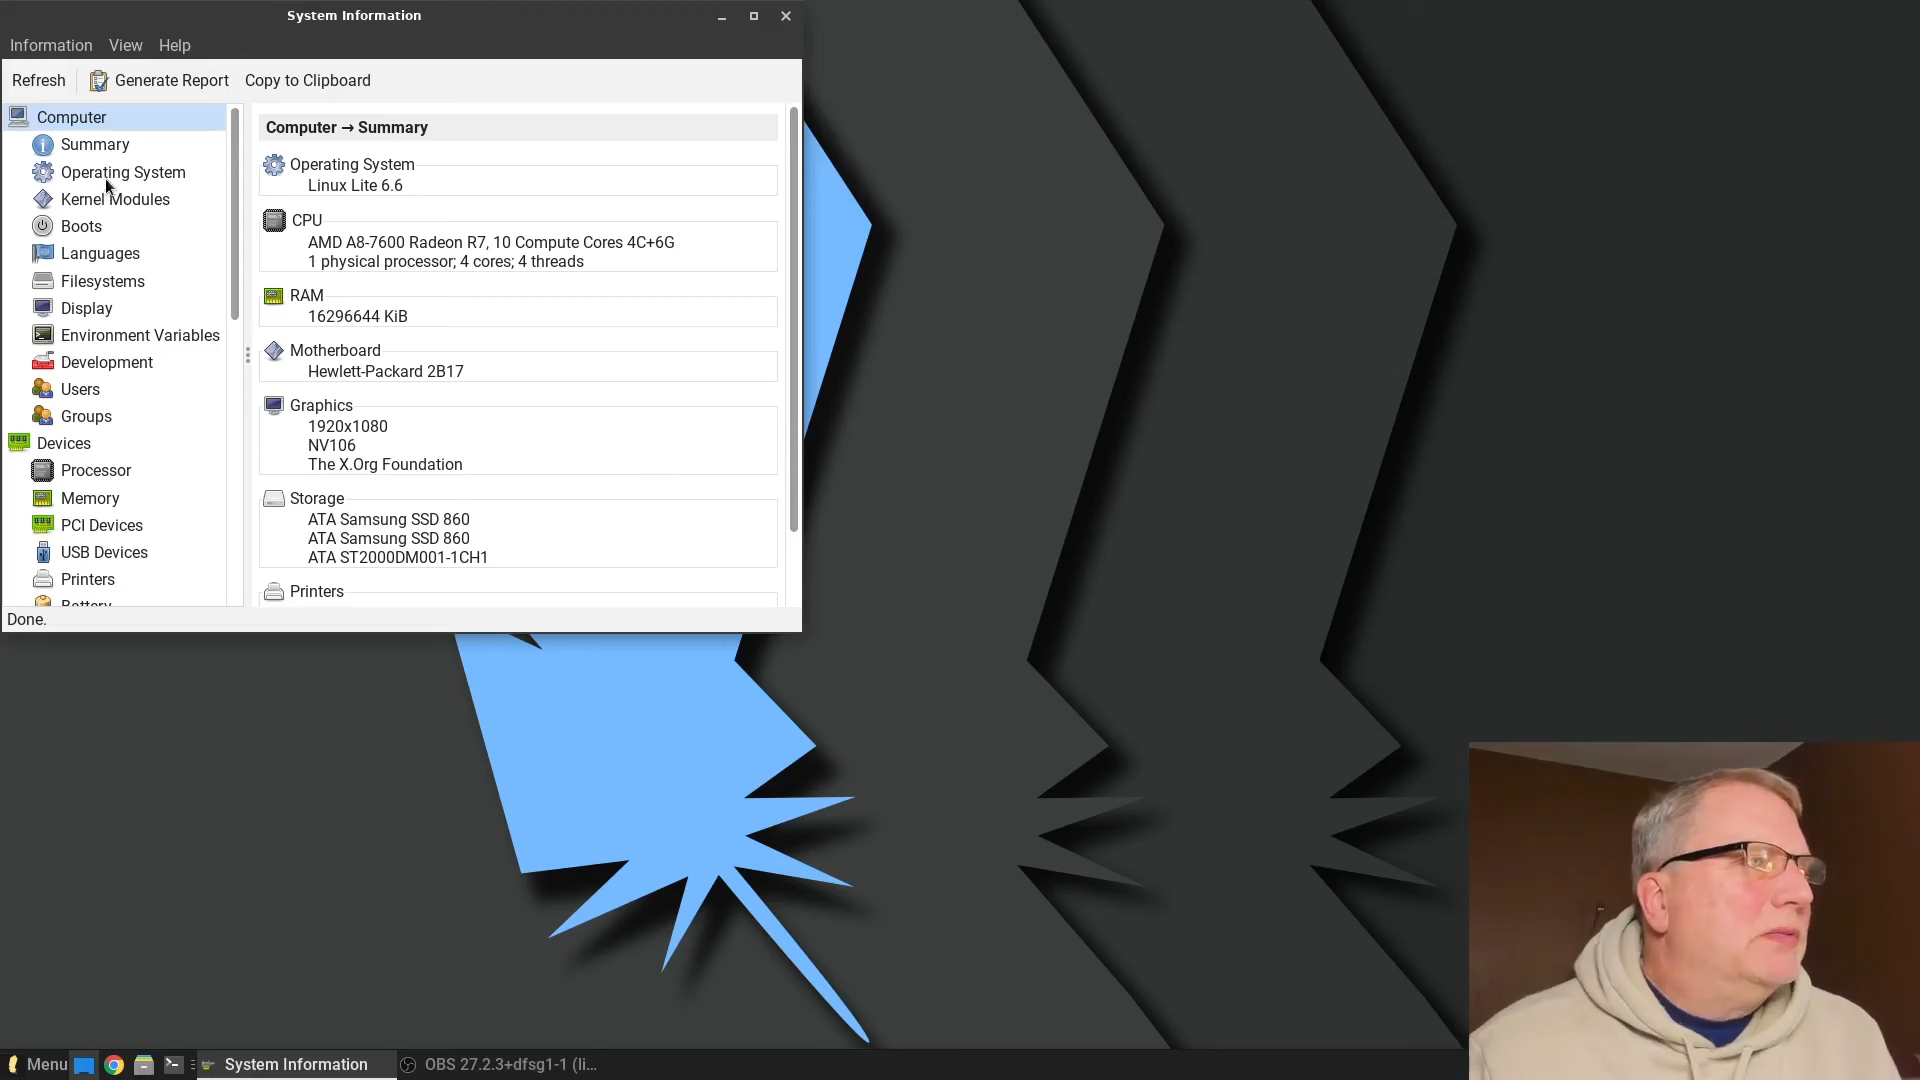 System Information
Information View Help
Refresh Generate Report Copy to Clipboard
Computer
Summary
Operating System
Kernel Modules
Boots
Languages
Filesystems
Display
Environment Variables
Development
Users
Groups
Devices
Processor
Memory
PCI Devices
USB Devices
Printers
Battery
Computer → Summary
Operating System
Linux Lite 6.6
CPU
AMD A8-7600 Radeon R7, 10 Compute Cores 4C+6G
1 physical processor; 4 cores; 4 threads
RAM
16296644 KiB
Motherboard
Hewlett-Packard 2B17
Graphics
1920x1080
NV106
The X.Org Foundation
Storage
ATA Samsung SSD 860
ATA Samsung SSD 860
ATA ST2000DM001-1CH1
Printers
Done.
Menu System Information OBS 27.2.3+dfsg1-1 (li...